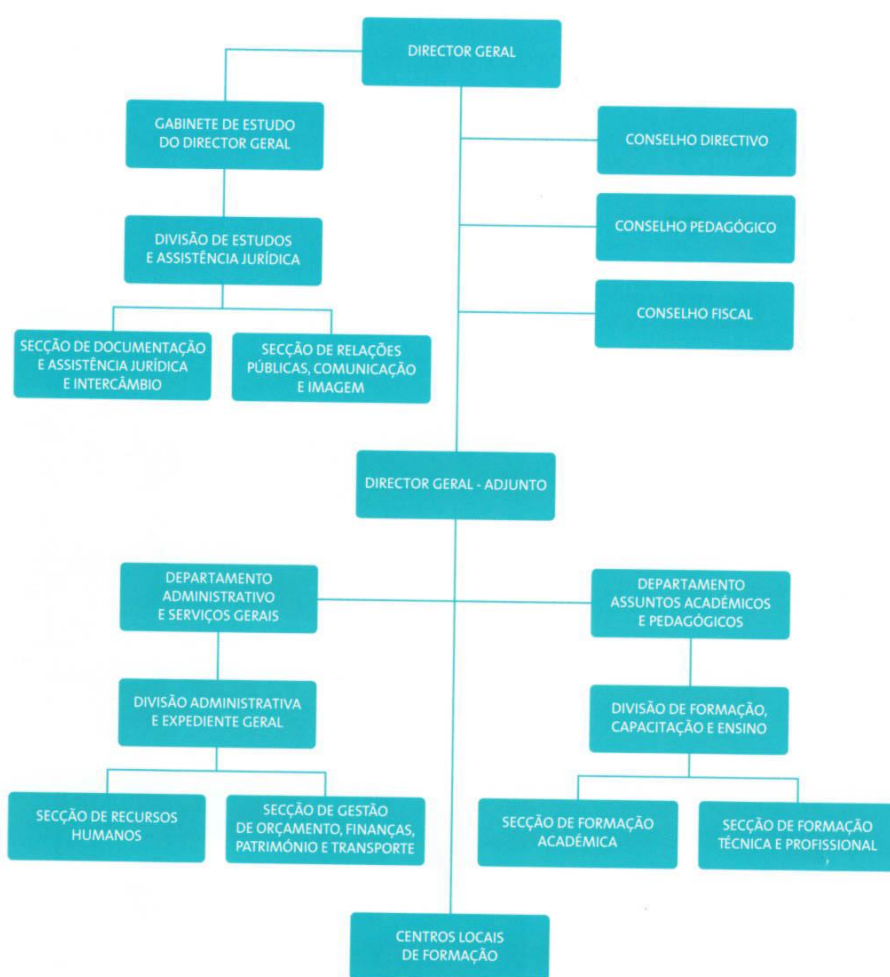 DIRECTOR GERAL
GABINETE DE ESTUDO
DO DIRECTOR GERAL
CONSELHO DIRECTIVO
CONSELHO PEDAGÓGICO
DIVISÃO DE ESTUDOS
E ASSISTÊNCIA JURÍDICA
CONSELHO FISCAL
SECÇÃO DE DOCUMENTAÇÃO
E ASSISTÊNCIA JURÍDICA
E INTERCÂMBIO
SECÇÃO DE RELAÇÕES
PÚBLICAS, COMUNICAÇÃO
E IMAGEM
DIRECTOR GERAL - ADJUNTO
DEPARTAMENTO
ADMINISTRATIVO
E SERVIÇOS GERAIS
DEPARTAMENTO
ASSUNTOS ACADÉMICOS
E PEDAGÓGICOS
DIVISÃO ADMINISTRATIVA
E EXPEDIENTE GERAL
DIVISÃO DE FORMAÇÃO,
CAPACITAÇÃO E ENSINO
SECÇÃO DE RECURSOS
HUMANOS
SECÇÃO DE GESTÃO
DE ORÇAMENTO, FINANÇAS,
PATRIMÓNIO E TRANSPORTE
SECÇÃO DE FORMAÇÃO
ACADÉMICA
SECÇÃO DE FORMAÇÃO
TÉCNICA E PROFISSIONAL
CENTROS LOCAIS
DE FORMAÇÃO